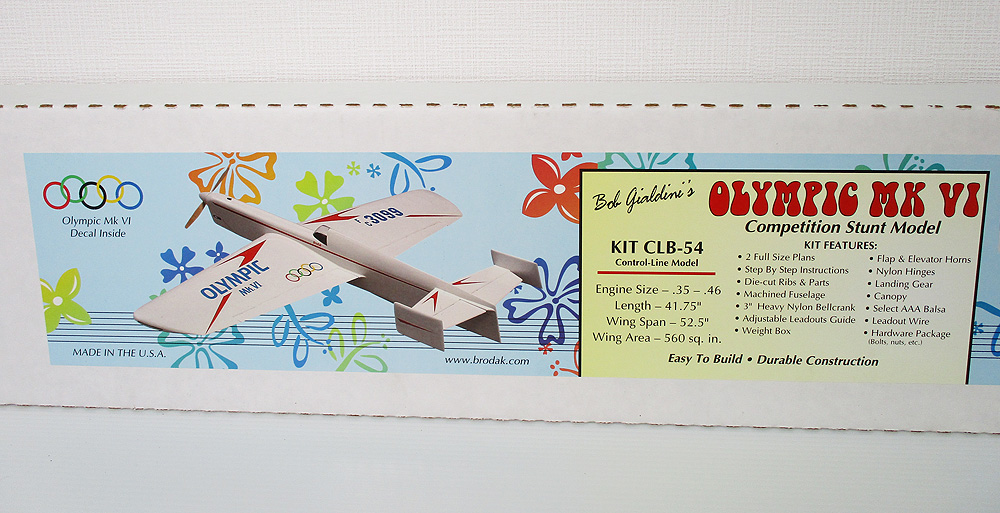 Olympic Mk VI
Decal Inside
MADE IN THE U.S.A.
OLYMPIC
MK VI
3099
www.brodak.com
Bob Gialdini's
OLYMPIC MK VI
Competition Stunt Model
KIT CLB-54
Control-Line Model
Engine Size – .35 – .46
Length – 41.75"
Wing Span – 52.5"
Wing Area – 560 sq. in.
KIT FEATURES:
• 2 Full Size Plans
• Step By Step Instructions
• Die-cut Ribs & Parts
• Machined Fuselage
• 3" Heavy Nylon Bellcrank
• Adjustable Leadouts Guide
• Weight Box
• Flap & Elevator Horns
• Nylon Hinges
• Landing Gear
• Canopy
• Select AAA Balsa
• Leadout Wire
• Hardware Package
(Bolts, nuts, etc.)
Easy To Build • Durable Construction